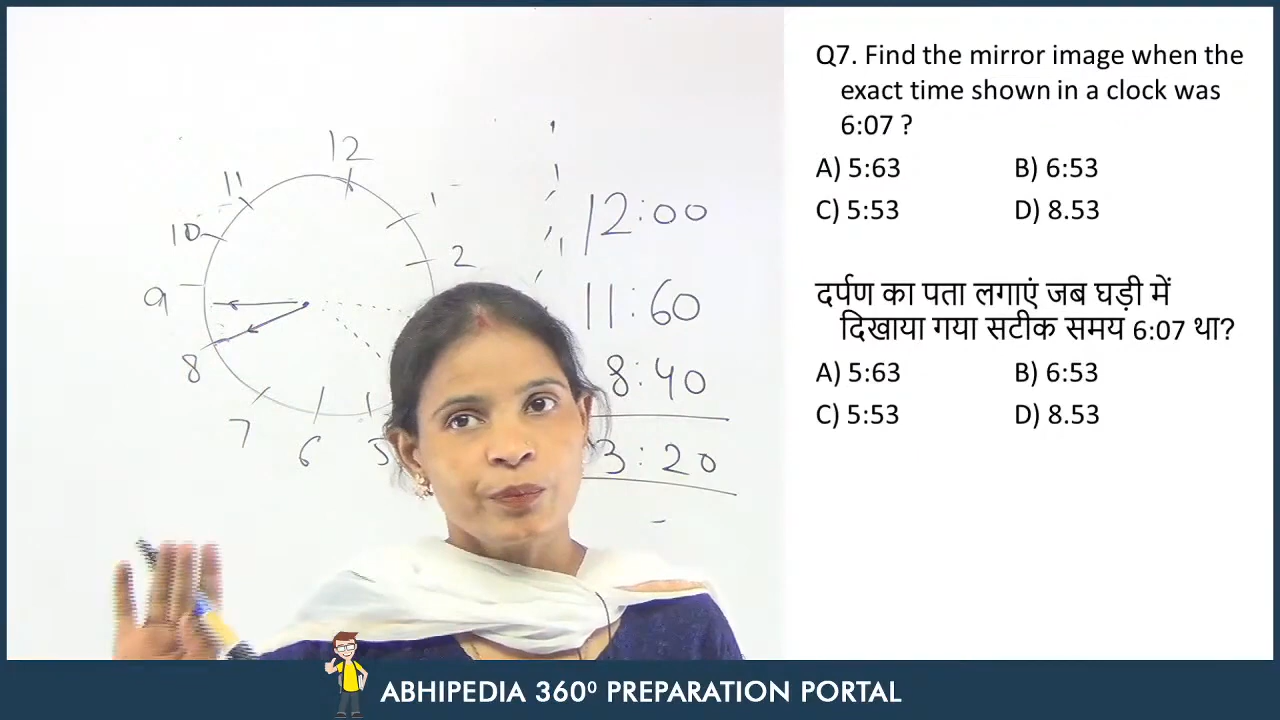 12
11
1
10
2
9
8
7
6
5
12:00
11:60
8:40
3:20
Q7. Find the mirror image when the
exact time shown in a clock was
6:07 ?
A) 5:63 B) 6:53
C) 5:53 D) 8.53
दर्पण का पता लगाएं जब घड़ी में
दिखाया गया सटीक समय 6:07 था?
A) 5:63 B) 6:53
C) 5:53 D) 8.53
ABHIPEDIA 360⁰ PREPARATION PORTAL